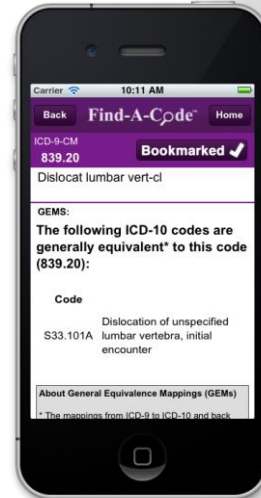 Carrier 10:11 AM
Back Find-A-Code™ Home
ICD-9-CM
839.20 Bookmarked
Dislocat lumbar vert-cl
GEMS:
The following ICD-10 codes are
generally equivalent* to this code
(839.20):
Code
Dislocation of unspecified
S33.101A lumbar vertebra, initial
encounter
About General Equivalence Mappings (GEMs)
* The mappings from ICD-9 to ICD-10 and back